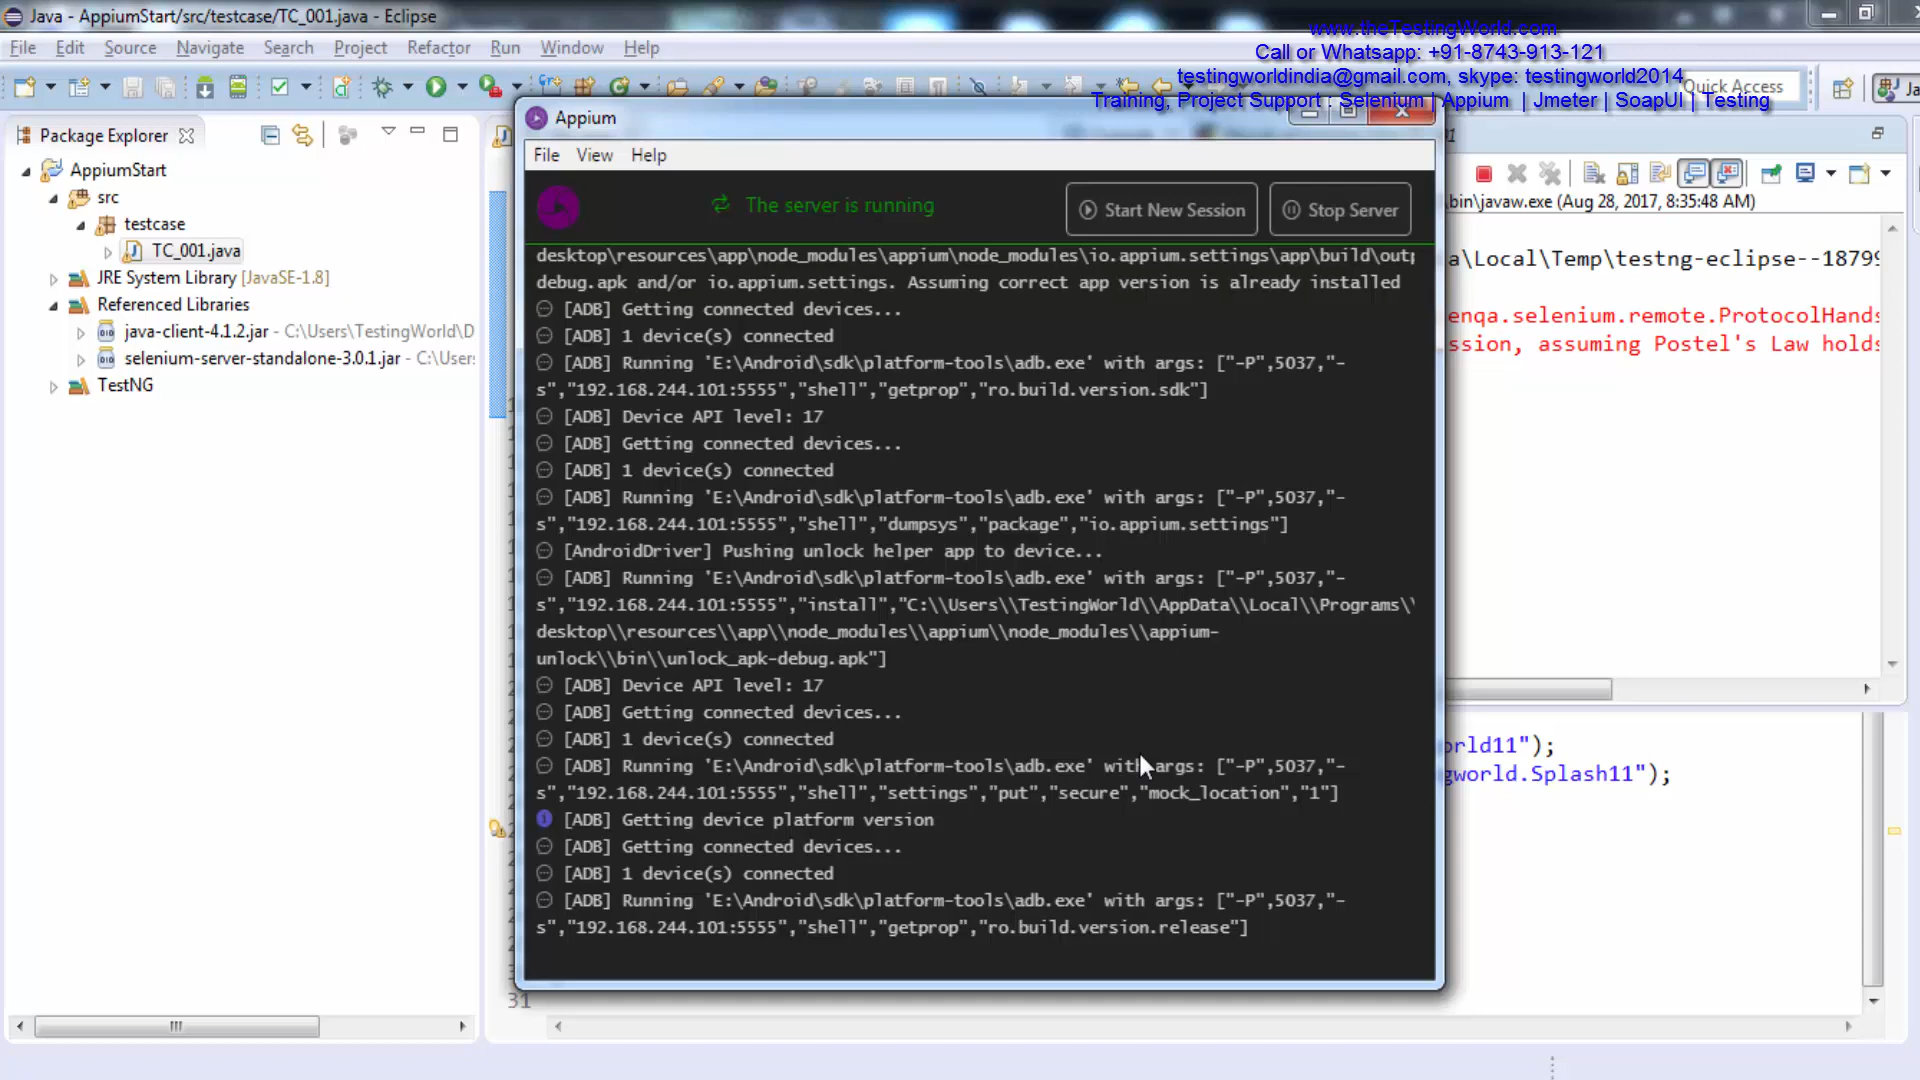 Java - AppiumStart/src/testcase/TC_001.java - Eclipse
www.theTestingWorld.com
File Edit Source Navigate Search Project Refactor Run Window Help
Call or Whatsapp: +91-8743-913-121
testingworldindia@gmail.com, skype: testingworld2014
Quick Access
Training, Project Support : Selenium | Appium | Jmeter | SoapUI | Testing
Package Explorer
AppiumStart
src
testcase
TC_001.java
JRE System Library [JavaSE-1.8]
Referenced Libraries
java-client-4.1.2.jar - C:\Users\TestingWorld\D
selenium-server-standalone-3.0.1.jar - C:\User
TestNG
Appium
File View Help
The server is running
Start New Session
Stop Server
desktop\resources\app\node_modules\appium\node_modules\io.appium.settings\app\build\outp
debug.apk and/or io.appium.settings. Assuming correct app version is already installed
[ADB] Getting connected devices...
[ADB] 1 device(s) connected
[ADB] Running 'E:\Android\sdk\platform-tools\adb.exe' with args: ["-P",5037,"-
s","192.168.244.101:5555","shell","getprop","ro.build.version.sdk"]
[ADB] Device API level: 17
[ADB] Getting connected devices...
[ADB] 1 device(s) connected
[ADB] Running 'E:\Android\sdk\platform-tools\adb.exe' with args: ["-P",5037,"-
s","192.168.244.101:5555","shell","dumpsys","package","io.appium.settings"]
[AndroidDriver] Pushing unlock helper app to device...
[ADB] Running 'E:\Android\sdk\platform-tools\adb.exe' with args: ["-P",5037,"-
s","192.168.244.101:5555","install","C:\\Users\\TestingWorld\\AppData\\Local\\Programs\\
desktop\\resources\\app\\node_modules\\appium\\node_modules\\appium-
unlock\\bin\\unlock_apk-debug.apk"]
[ADB] Device API level: 17
[ADB] Getting connected devices...
[ADB] 1 device(s) connected
[ADB] Running 'E:\Android\sdk\platform-tools\adb.exe' with args: ["-P",5037,"-
s","192.168.244.101:5555","shell","settings","put","secure","mock_location","1"]
[ADB] Getting device platform version
[ADB] Getting connected devices...
[ADB] 1 device(s) connected
[ADB] Running 'E:\Android\sdk\platform-tools\adb.exe' with args: ["-P",5037,"-
s","192.168.244.101:5555","shell","getprop","ro.build.version.release"]
31
\bin\javaw.exe (Aug 28, 2017, 8:35:48 AM)
a\Local\Temp\testng-eclipse--18799
enqa.selenium.remote.ProtocolHands
ssion, assuming Postel's Law holds
orld11");
gworld.Splash11");